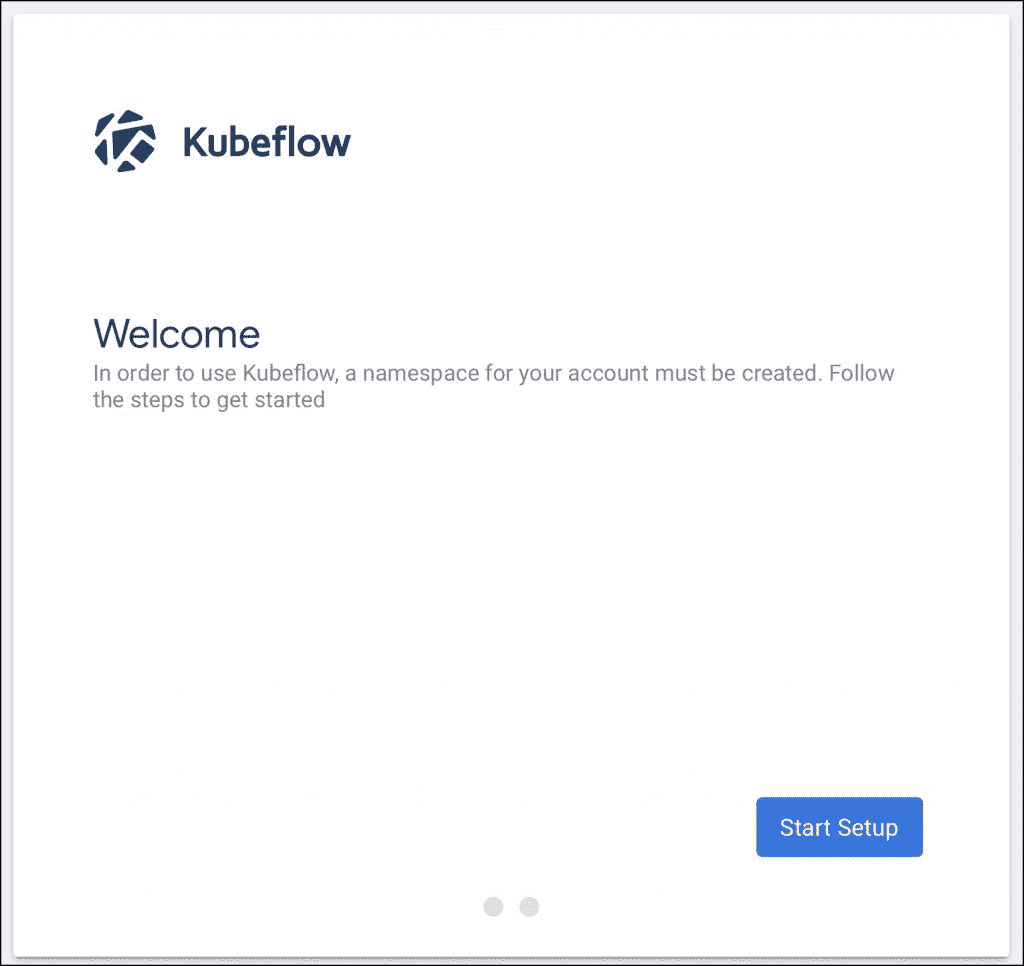 Kubeflow
Welcome
In order to use Kubeflow, a namespace for your account must be created. Follow
the steps to get started
Start Setup